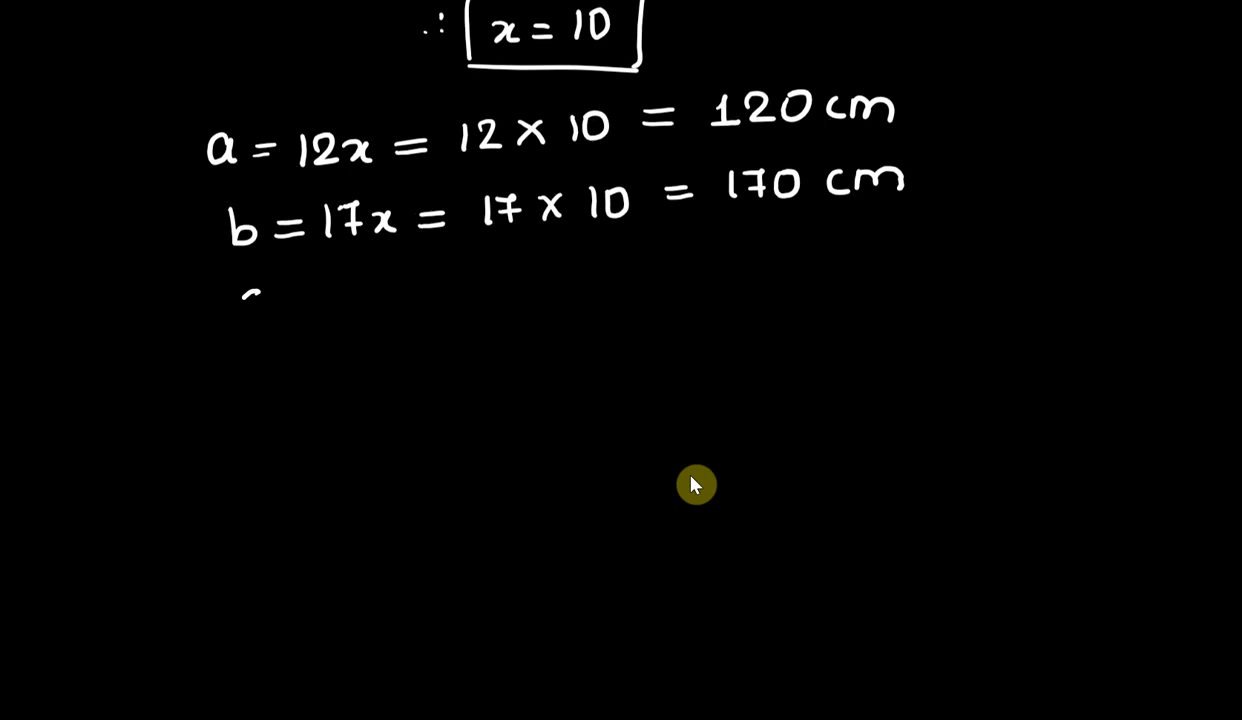 ∴ x = 10
a = 12x = 12 × 10 = 120 cm
b = 17x = 17 × 10 = 170 cm